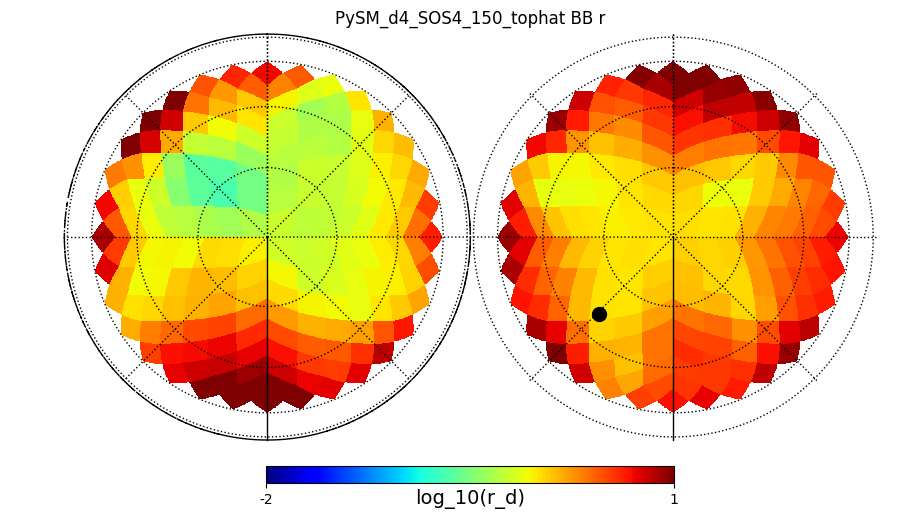 PySM_d4_SOS4_150_tophat BB r
-2
log_10(r_d)
1